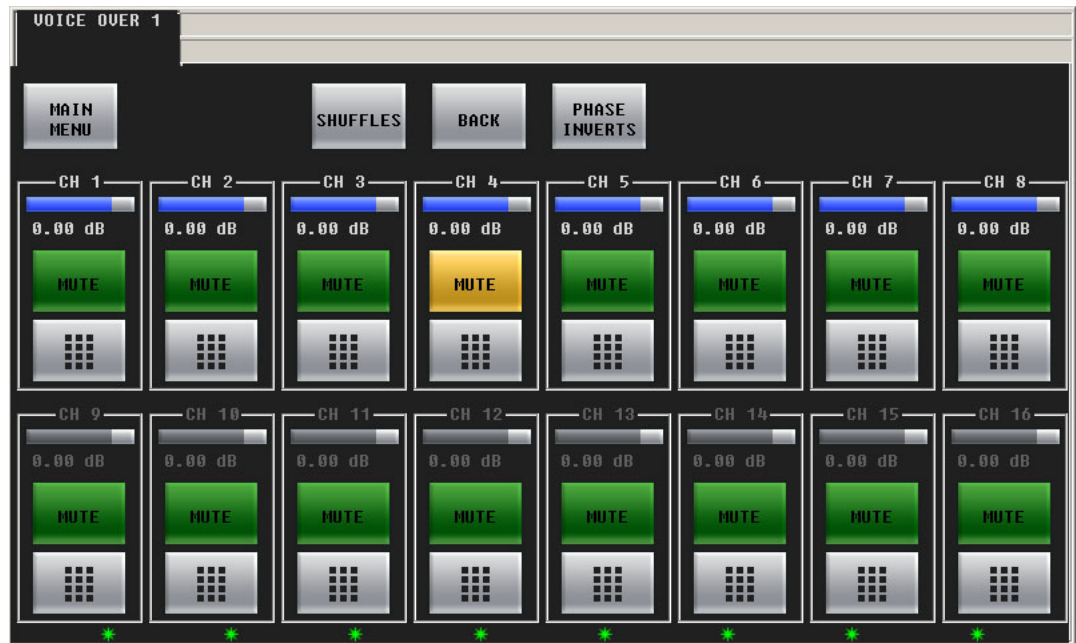 VOICE OVER 1
MAIN
MENU
SHUFFLES
BACK
PHASE
INVERTS
CH 1 CH 2 CH 3 CH 4 CH 5 CH 6 CH 7 CH 8
0.00 dB 0.00 dB 0.00 dB 0.00 dB 0.00 dB 0.00 dB 0.00 dB 0.00 dB
MUTE MUTE MUTE MUTE MUTE MUTE MUTE MUTE
CH 9 CH 10 CH 11 CH 12 CH 13 CH 14 CH 15 CH 16
0.00 dB 0.00 dB 0.00 dB 0.00 dB 0.00 dB 0.00 dB 0.00 dB 0.00 dB
MUTE MUTE MUTE MUTE MUTE MUTE MUTE MUTE